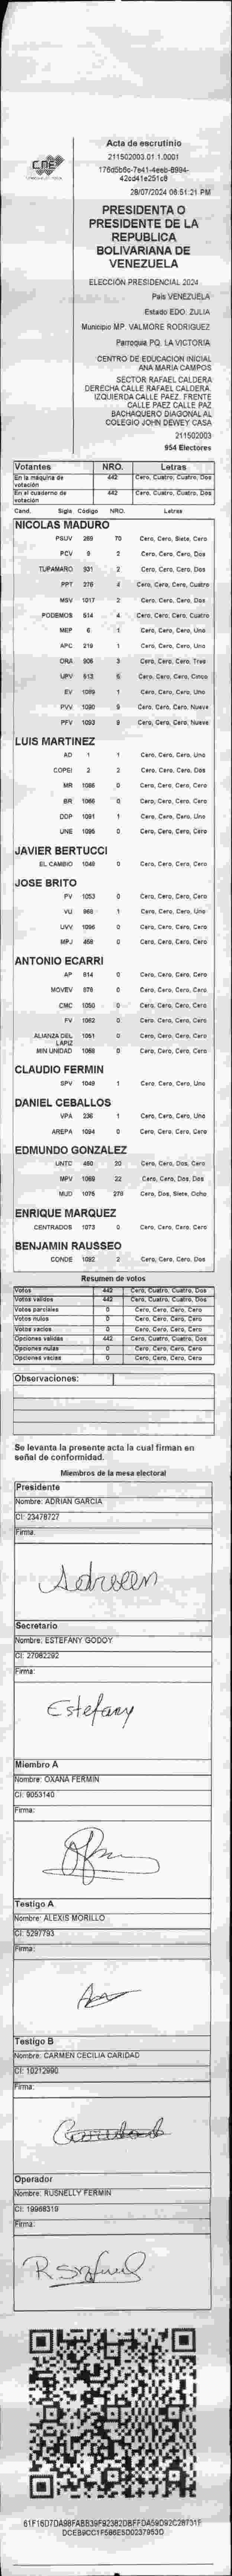 Acta de escrutinio
211502003.01.1.0001
28/07/2024 06:51:21 PM
CNE
PRESIDENTA O
PRESIDENTE DE LA
REPUBLICA
BOLIVARIANA DE
VENEZUELA
ELECCIÓN PRESIDENCIAL 2024
País VENEZUELA
Estado EDO. ZULIA
Municipio MP. VALMORE RODRIGUEZ
Parroquia PQ. LA VICTORIA
CENTRO DE EDUCACION INICIAL
ANA MARIA CAMPOS
SECTOR RAFAEL CALDERA
DERECHA CALLE RAFAEL CALDERA.
IZQUIERDA CALLE PAEZ. FRENTE
CALLE PAEZ CALLE PAZ
BACHAQUERO DIAGONAL AL
COLEGIO JOHN DEWEY CASA
211502003
954 Electores
Votantes NRO. Letras
En la máquina de votación 442 Cero, Cuatro, Cuatro, Dos
En el cuaderno de votación 442 Cero, Cuatro, Cuatro, Dos
Cand. Sigla Código NRO. Letras
NICOLAS MADURO
PSUV 269 70 Cero, Cero, Siete, Cero
PCV 9 2 Cero, Cero, Cero, Dos
TUPAMARO 931 2 Cero, Cero, Cero, Dos
PPT 276 4 Cero, Cero, Cero, Cuatro
MSV 1017 2 Cero, Cero, Cero, Dos
PODEMOS 514 4 Cero, Cero, Cero, Cuatro
MEP 6 1 Cero, Cero, Cero, Uno
APC 219 1 Cero, Cero, Cero, Uno
ORA 906 3 Cero, Cero, Cero, Tres
UPV 513 5 Cero, Cero, Cero, Cinco
EV 1089 1 Cero, Cero, Cero, Uno
PVV 1090 9 Cero, Cero, Cero, Nueve
PFV 1093 9 Cero, Cero, Cero, Nueve
LUIS MARTINEZ
AD 1 1 Cero, Cero, Cero, Uno
COPEI 2 2 Cero, Cero, Cero, Dos
MR 1086 0 Cero, Cero, Cero, Cero
BR 1066 0 Cero, Cero, Cero, Cero
DDP 1091 1 Cero, Cero, Cero, Uno
UNE 1095 0 Cero, Cero, Cero, Cero
JAVIER BERTUCCI
EL CAMBIO 1048 0 Cero, Cero, Cero, Cero
JOSE BRITO
PV 1053 0 Cero, Cero, Cero, Cero
VU 968 1 Cero, Cero, Cero, Uno
UVV 1096 0 Cero, Cero, Cero, Cero
MPJ 458 0 Cero, Cero, Cero, Cero
ANTONIO ECARRI
AP 814 0 Cero, Cero, Cero, Cero
MOVEV 978 0 Cero, Cero, Cero, Cero
CMC 1050 0 Cero, Cero, Cero, Cero
FV 1062 0 Cero, Cero, Cero, Cero
ALIANZA DEL LAPIZ 1051 0 Cero, Cero, Cero, Cero
MIN UNIDAD 1068 0 Cero, Cero, Cero, Cero
CLAUDIO FERMIN
SPV 1049 1 Cero, Cero, Cero, Uno
DANIEL CEBALLOS
VPA 236 1 Cero, Cero, Cero, Uno
AREPA 1094 0 Cero, Cero, Cero, Cero
EDMUNDO GONZALEZ
UNTC 480 20 Cero, Cero, Dos, Cero
MPV 1069 22 Cero, Cero, Dos, Dos
MUD 1075 278 Cero, Dos, Siete, Ocho
ENRIQUE MARQUEZ
CENTRADOS 1073 0 Cero, Cero, Cero, Cero
BENJAMIN RAUSSEO
CONDE 1092 2 Cero, Cero, Cero, Dos
Resumen de votos
Votos 442 Cero, Cuatro, Cuatro, Dos
Votos válidos 442 Cero, Cuatro, Cuatro, Dos
Votos parciales 0 Cero, Cero, Cero, Cero
Votos nulos 0 Cero, Cero, Cero, Cero
Votos vacíos 0 Cero, Cero, Cero, Cero
Opciones válidas 442 Cero, Cuatro, Cuatro, Dos
Opciones nulas 0 Cero, Cero, Cero, Cero
Opciones vacías 0 Cero, Cero, Cero, Cero
Observaciones:
Se levanta la presente acta la cual firman en
señal de conformidad.
Miembros de la mesa electoral
Presidente
Nombre: ADRIAN GARCIA
CI: 23478727
Firma:
Secretario
Nombre: ESTEFANY GODOY
CI: 27082292
Firma:
Estefany
Miembro A
Nombre: OXANA FERMIN
CI: 9053140
Firma:
Testigo A
Nombre: ALEXIS MORILLO
CI: 5297793
Firma:
Testigo B
Nombre: CARMEN CECILIA CARIDAD
CI: 10212990
Firma:
Operador
Nombre: RUSNELLY FERMIN
CI: 19968319
Firma: